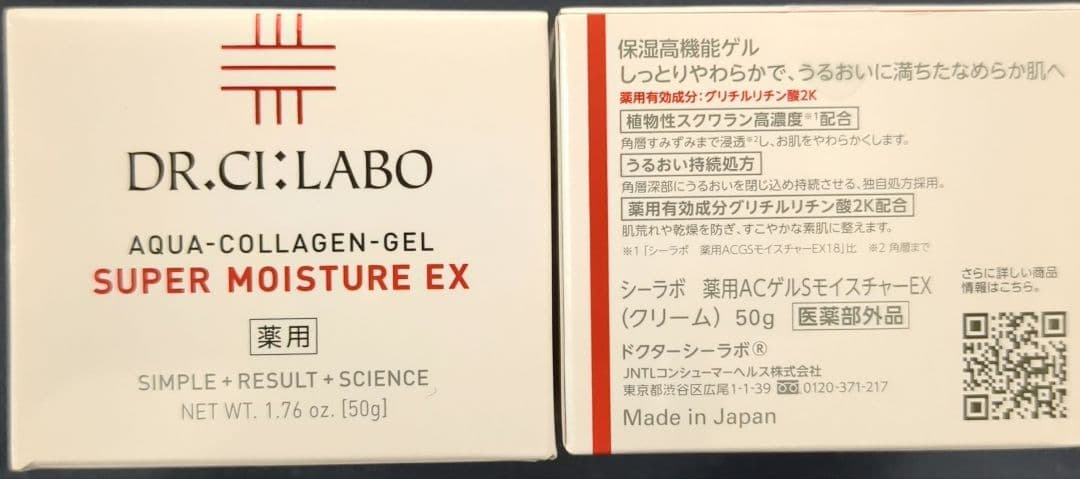 DR.CI:LABO
AQUA-COLLAGEN-GEL
SUPER MOISTURE EX
薬用
SIMPLE+RESULT+SCIENCE
NET WT. 1.76 oz. [50g]
保湿高機能ゲル
しっとりやわらかで、うるおいに満ちたなめらか肌へ
薬用有効成分:グリチルリチン酸2K
植物性スクワラン高濃度※1配合
角層すみずみまで浸透※2し、お肌をやわらかくします。
うるおい持続処方
角層深部にうるおいを閉じ込め持続させる、独自処方採用。
薬用有効成分グリチルリチン酸2K配合
肌荒れや乾燥を防ぎ、すこやかな素肌に整えます。
※1「シーラボ 薬用ACGSモイスチャーEX18」比 ※2 角層まで
シーラボ 薬用ACゲルSモイスチャーEX
(クリーム) 50g 医薬部外品
さらに詳しい商品
情報はこちら。
ドクターシーラボ®
JNTLコンシューマーヘルス株式会社
東京都渋谷区広尾1-1-39 0120-371-217
Made in Japan